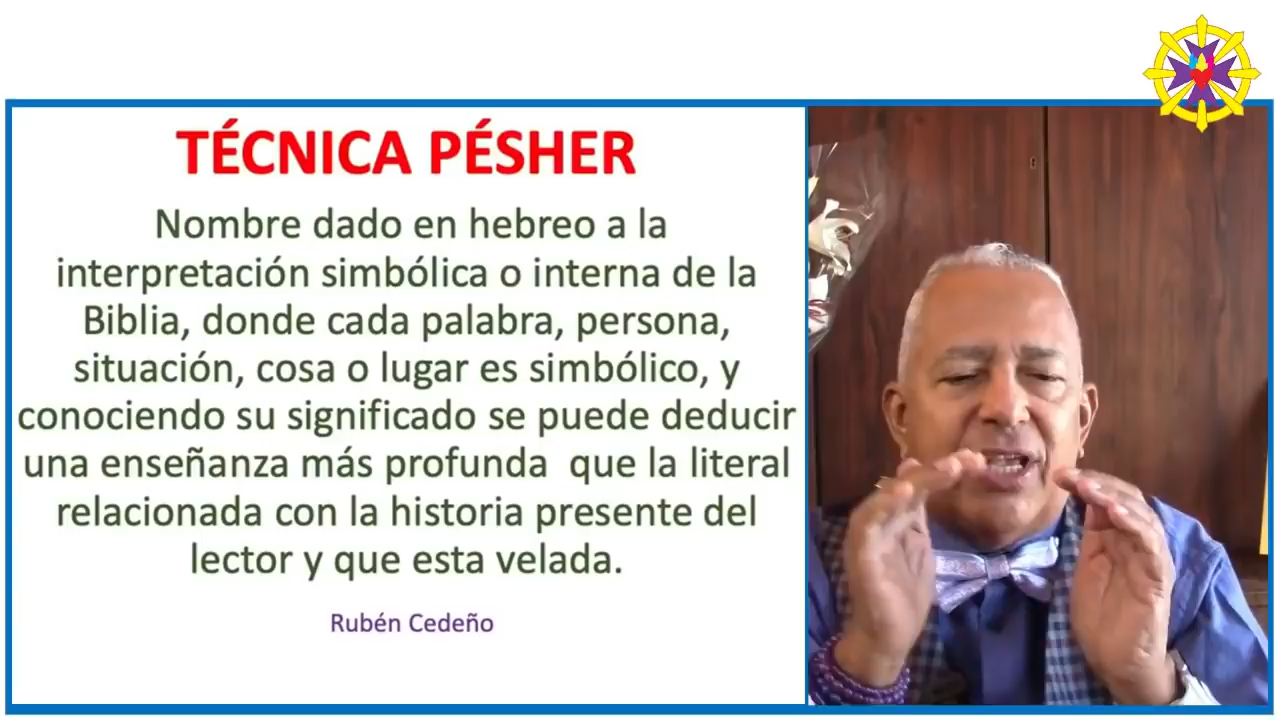 TÉCNICA PÉSHER
Nombre dado en hebreo a la
interpretación simbólica o interna de la
Biblia, donde cada palabra, persona,
situación, cosa o lugar es simbólico, y
conociendo su significado se puede deducir
una enseñanza más profunda  que la literal
relacionada con la historia presente del
lector y que esta velada.
Rubén Cedeño